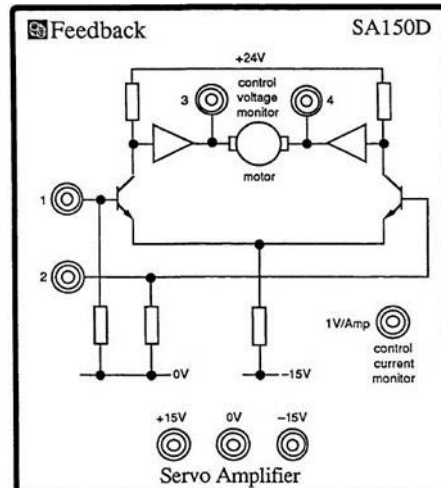 Feedback SA150D
+24V
3 control 4
voltage
monitor
motor
1
2
1V/Amp
control
current
monitor
0V -15V
+15V 0V -15V
Servo Amplifier